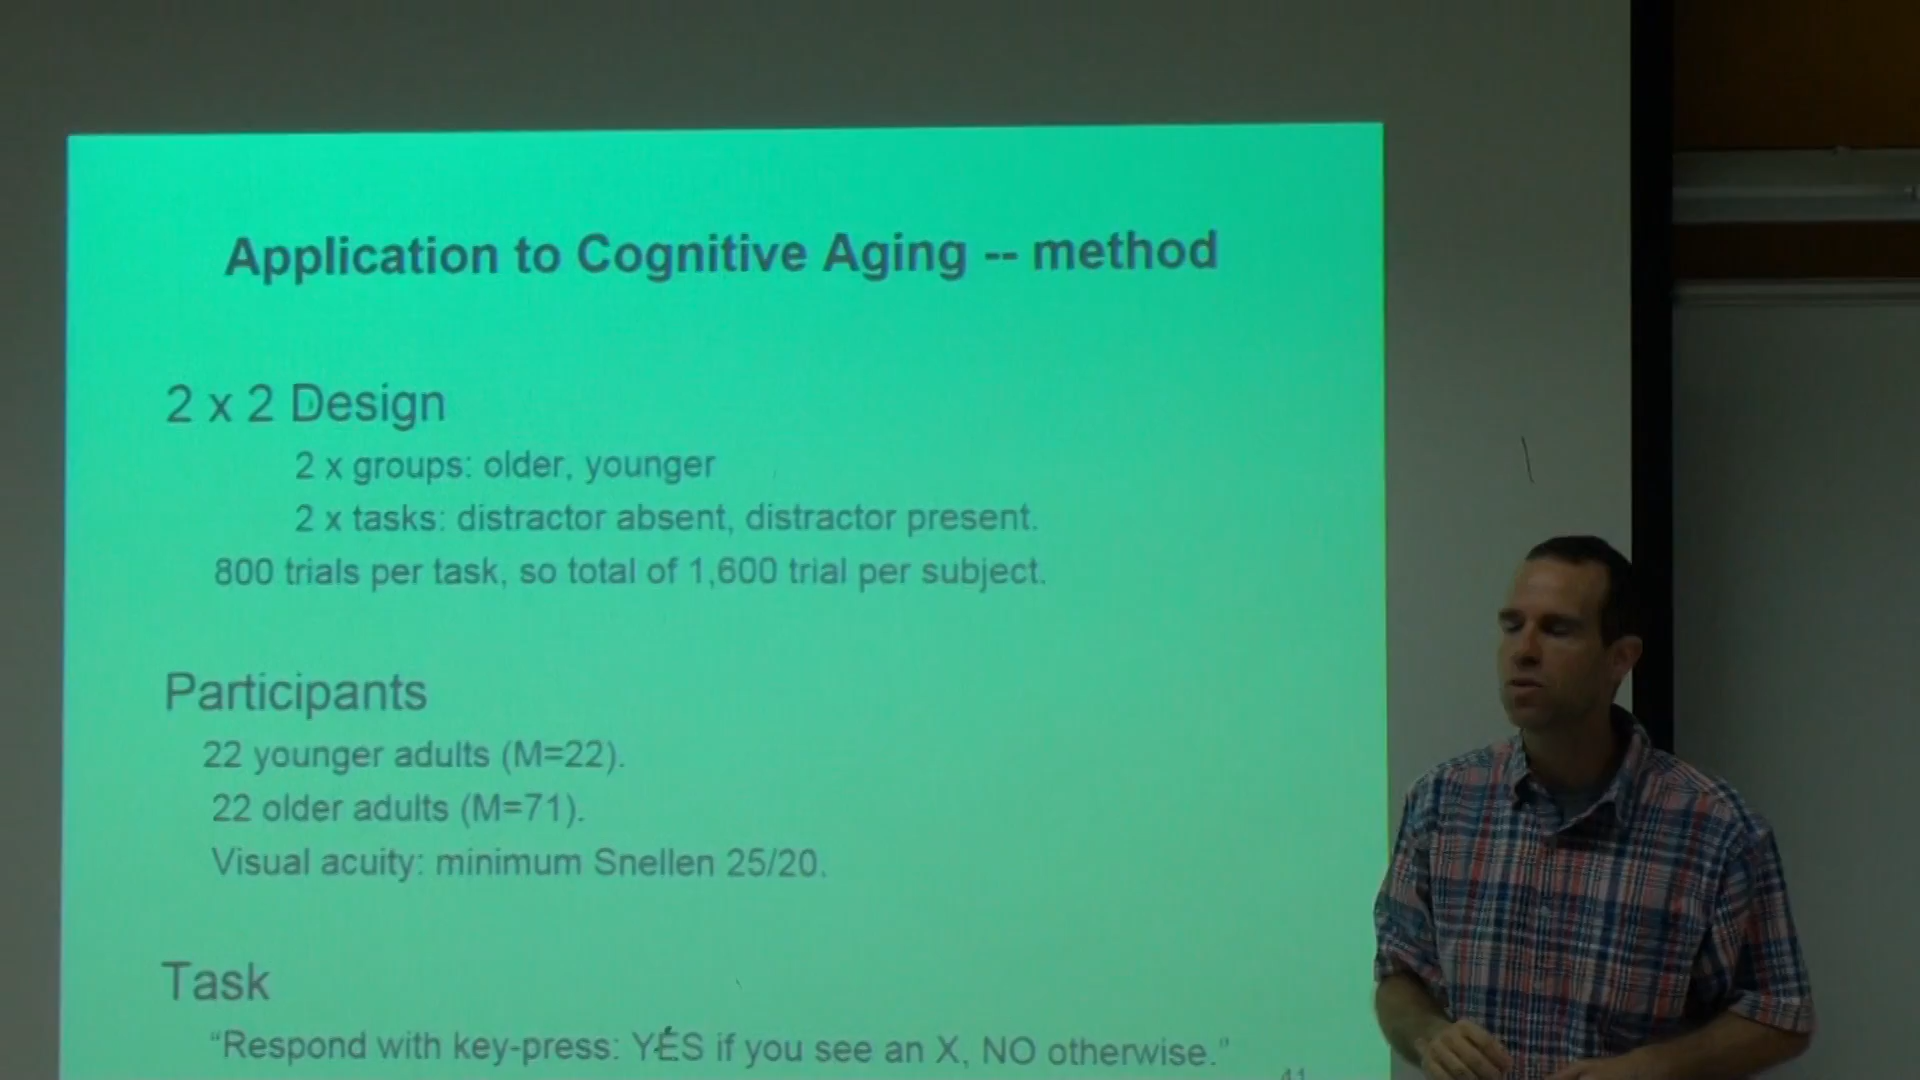 Application to Cognitive Aging -- method
2 x 2 Design
2 x groups: older, younger
2 x tasks: distractor absent, distractor present.
800 trials per task, so total of 1,600 trial per subject.
Participants
22 younger adults (M=22).
22 older adults (M=71).
Visual acuity: minimum Snellen 25/20.
Task
“Respond with key-press: YES if you see an X, NO otherwise.”
41